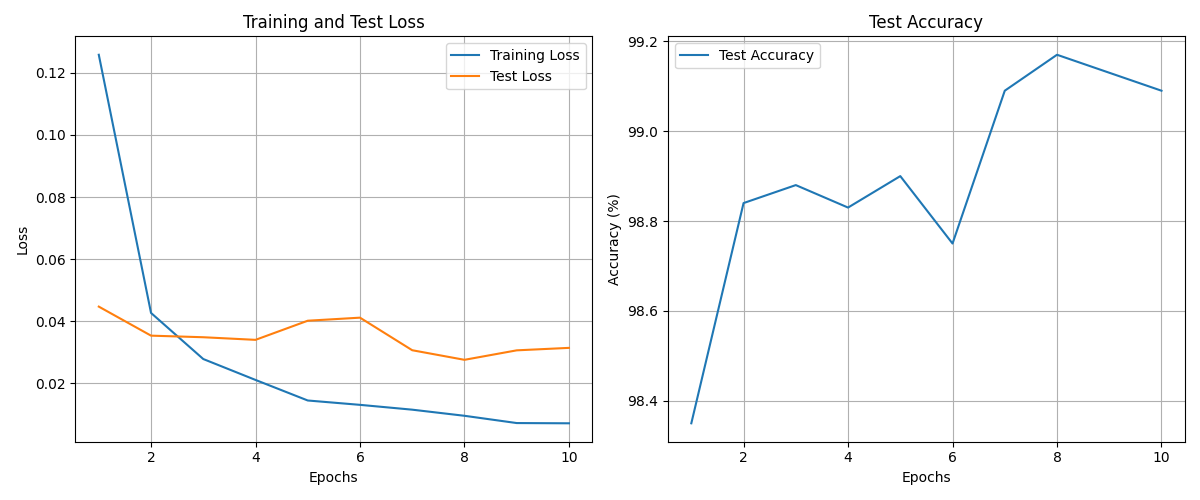 Training and Test Loss
Training Loss
Test Loss
0.12
0.10
0.08
0.06
0.04
0.02
Loss
2 4 6 8 10
Epochs
Test Accuracy
Test Accuracy
99.2
99.0
98.8
98.6
98.4
Accuracy (%)
2 4 6 8 10
Epochs